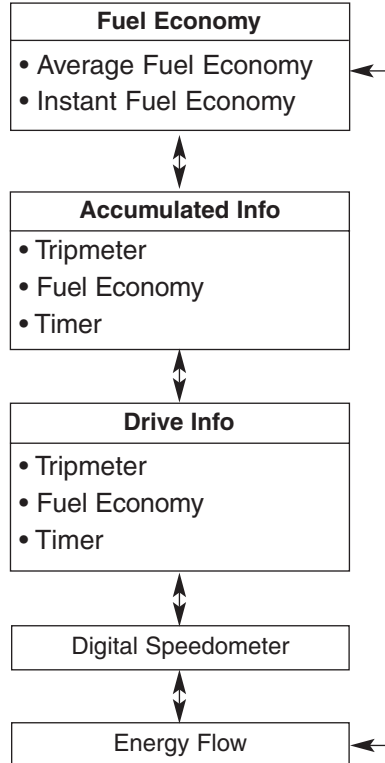 Fuel Economy
• Average Fuel Economy
• Instant Fuel Economy
Accumulated Info
• Tripmeter
• Fuel Economy
• Timer
Drive Info
• Tripmeter
• Fuel Economy
• Timer
Digital Speedometer
Energy Flow